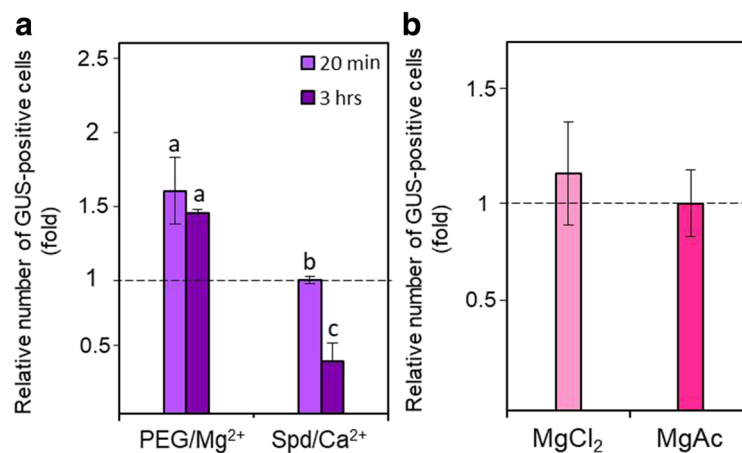 a
Relative number of GUS-positive cells
(fold)
2.5
2
1.5
1
0.5
20 min
3 hrs
a
a
b
c
PEG/Mg²⁺
Spd/Ca²⁺
b
Relative number of GUS-positive cells
(fold)
1.5
1
0.5
MgCl₂
MgAc